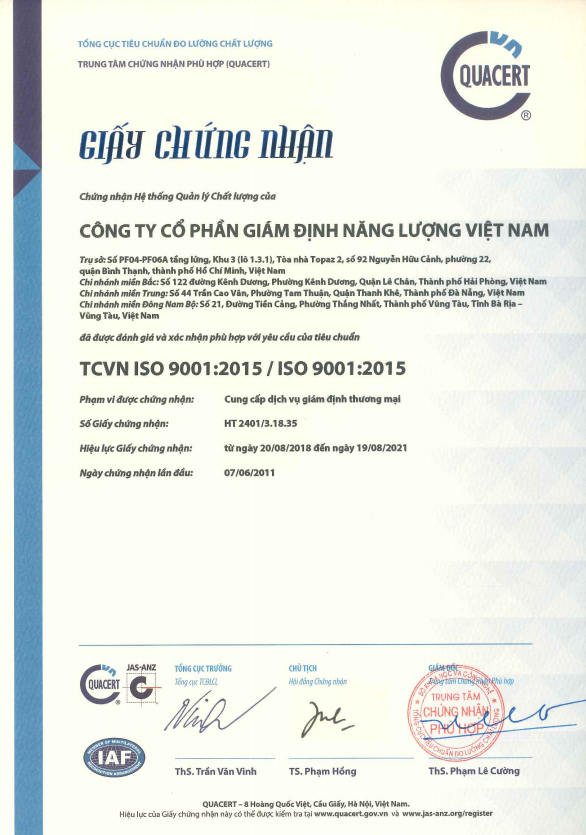 TỔNG CỤC TIÊU CHUẨN ĐO LƯỜNG CHẤT LƯỢNG
TRUNG TÂM CHỨNG NHẬN PHÙ HỢP (QUACERT)
QUACERT
®
GIẤY CHỨNG NHẬN
Chứng nhận Hệ thống Quản lý Chất lượng của
CÔNG TY CỔ PHẦN GIÁM ĐỊNH NĂNG LƯỢNG VIỆT NAM
Trụ sở: Số PF04-PF06A tầng lửng, Khu 3 (lô 1.3.1), Tòa nhà Topaz 2, số 92 Nguyễn Hữu Cảnh, phường 22,
quận Bình Thạnh, thành phố Hồ Chí Minh, Việt Nam
Chi nhánh miền Bắc: Số 122 đường Kênh Dương, Phường Kênh Dương, Quận Lê Chân, Thành phố Hải Phòng, Việt Nam
Chi nhánh miền Trung: Số 44 Trần Cao Vân, Phường Tam Thuận, Quận Thanh Khê, Thành phố Đà Nẵng, Việt Nam
Chi nhánh miền Đông Nam Bộ: Số 21, Đường Tiền Cảng, Phường Thắng Nhất, Thành phố Vũng Tàu, Tỉnh Bà Rịa –
Vũng Tàu, Việt Nam
đã được đánh giá và xác nhận phù hợp với yêu cầu của tiêu chuẩn
TCVN ISO 9001:2015 / ISO 9001:2015
Phạm vi được chứng nhận: Cung cấp dịch vụ giám định thương mại
Số Giấy chứng nhận: HT 2401/3.18.35
Hiệu lực Giấy chứng nhận: từ ngày 20/08/2018 đến ngày 19/08/2021
Ngày chứng nhận lần đầu: 07/06/2011
QUACERT
®
JAS-ANZ
C
TỔNG CỤC TRƯỞNG
Tổng cục TCĐLCL
CHỦ TỊCH
Hội đồng Chứng nhận
GIÁM ĐỐC
Trung tâm Chứng nhận Phù hợp
TRUNG TÂM
CHỨNG NHẬN
PHÙ HỢP
IAF
ThS. Trần Văn Vinh
TS. Phạm Hồng
ThS. Phạm Lê Cường
QUACERT – 8 Hoàng Quốc Việt, Cầu Giấy, Hà Nội, Việt Nam.
Hiệu lực của Giấy chứng nhận này có thể được kiểm tra tại www.quacert.gov.vn và www.jas-anz.org/register